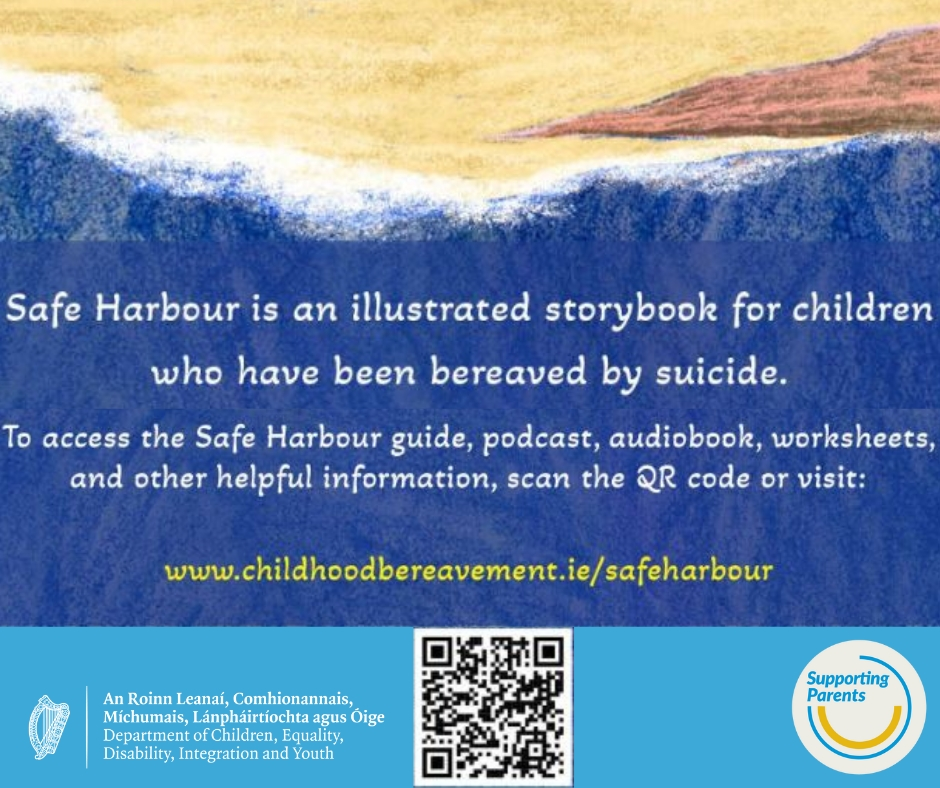 Safe Harbour is an illustrated storybook for children
who have been bereaved by suicide.
To access the Safe Harbour guide, podcast, audiobook, worksheets,
and other helpful information, scan the QR code or visit:
www.childhoodbereavement.ie/safeharbour
An Roinn Leanaí, Comhionannais,
Míchumais, Lánpháirtíochta agus Óige
Department of Children, Equality,
Disability, Integration and Youth
Supporting
Parents